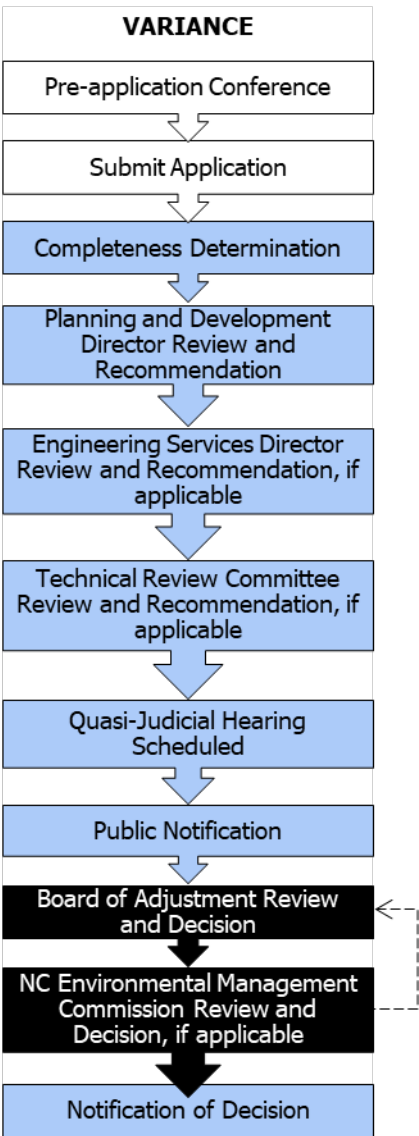 VARIANCE
Pre-application Conference
Submit Application
Completeness Determination
Planning and Development
Director Review and
Recommendation
Engineering Services Director
Review and Recommendation, if
applicable
Technical Review Committee
Review and Recommendation, if
applicable
Quasi-Judicial Hearing
Scheduled
Public Notification
Board of Adjustment Review
and Decision
NC Environmental Management
Commission Review and
Decision, if applicable
Notification of Decision